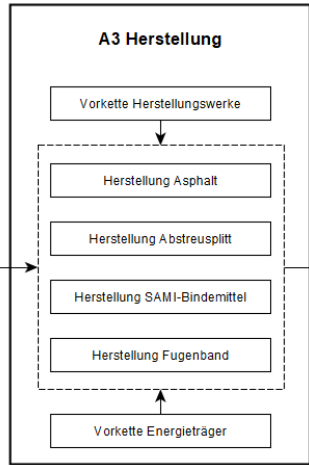 A3 Herstellung
Vorkette Herstellungswerke
Herstellung Asphalt
Herstellung Abstreusplitt
Herstellung SAMI-Bindemittel
Herstellung Fugenband
Vorkette Energieträger